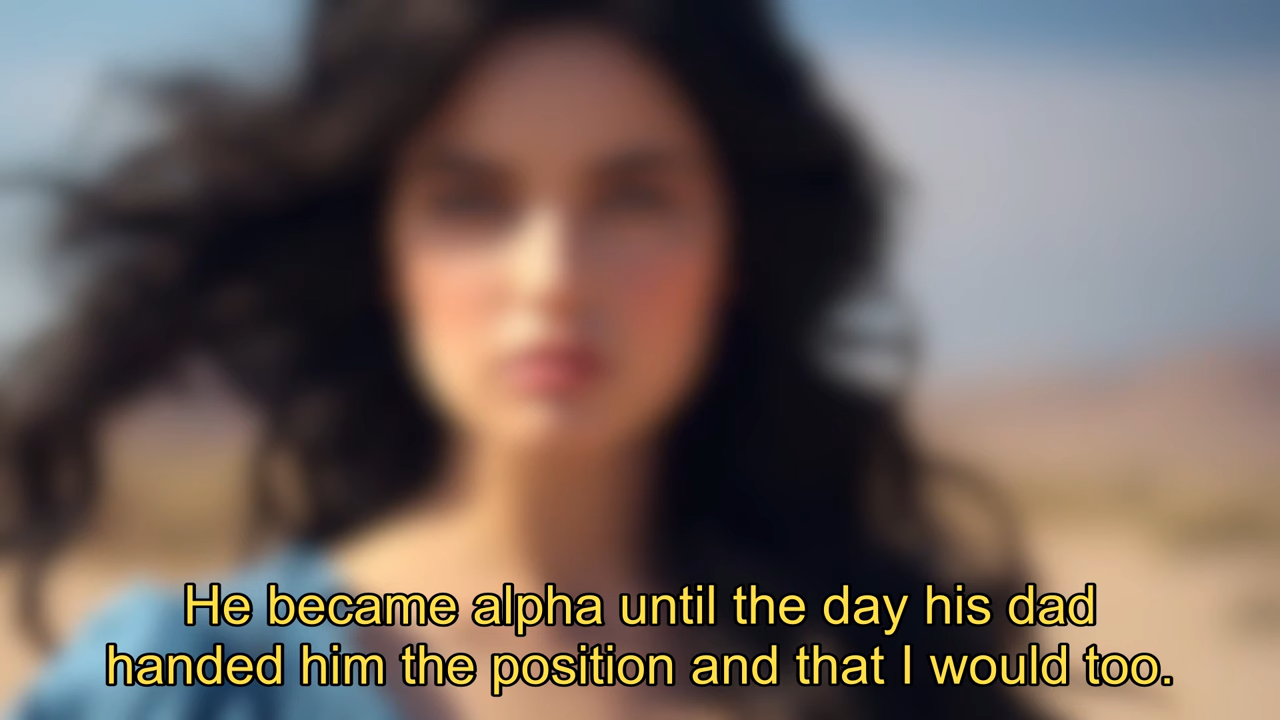 He became alpha until the day his dad
handed him the position and that I would too.